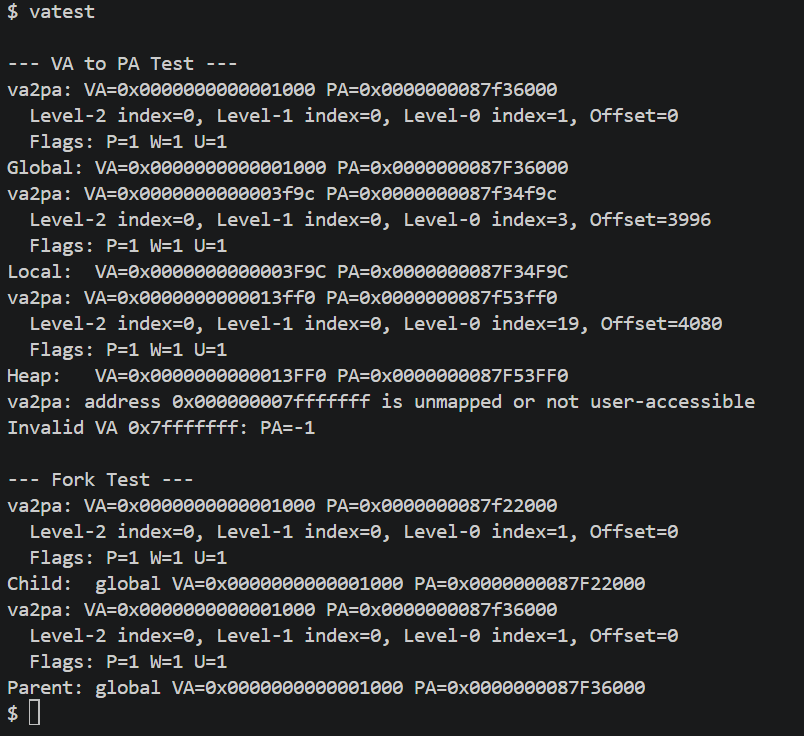 $ vatest
--- VA to PA Test ---
va2pa: VA=0x0000000000001000 PA=0x0000000087f36000
Level-2 index=0, Level-1 index=0, Level-0 index=1, Offset=0
Flags: P=1 W=1 U=1
Global: VA=0x0000000000001000 PA=0x0000000087F36000
va2pa: VA=0x0000000000003f9c PA=0x0000000087f34f9c
Level-2 index=0, Level-1 index=0, Level-0 index=3, Offset=3996
Flags: P=1 W=1 U=1
Local:  VA=0x0000000000003F9C PA=0x0000000087F34F9C
va2pa: VA=0x0000000000013ff0 PA=0x0000000087f53ff0
Level-2 index=0, Level-1 index=0, Level-0 index=19, Offset=4080
Flags: P=1 W=1 U=1
Heap:   VA=0x0000000000013FF0 PA=0x0000000087F53FF0
va2pa: address 0x000000007fffffff is unmapped or not user-accessible
Invalid VA 0x7fffffff: PA=-1
--- Fork Test ---
va2pa: VA=0x0000000000001000 PA=0x0000000087f22000
Level-2 index=0, Level-1 index=0, Level-0 index=1, Offset=0
Flags: P=1 W=1 U=1
Child:  global VA=0x0000000000001000 PA=0x0000000087F22000
va2pa: VA=0x0000000000001000 PA=0x0000000087f36000
Level-2 index=0, Level-1 index=0, Level-0 index=1, Offset=0
Flags: P=1 W=1 U=1
Parent: global VA=0x0000000000001000 PA=0x0000000087F36000
$